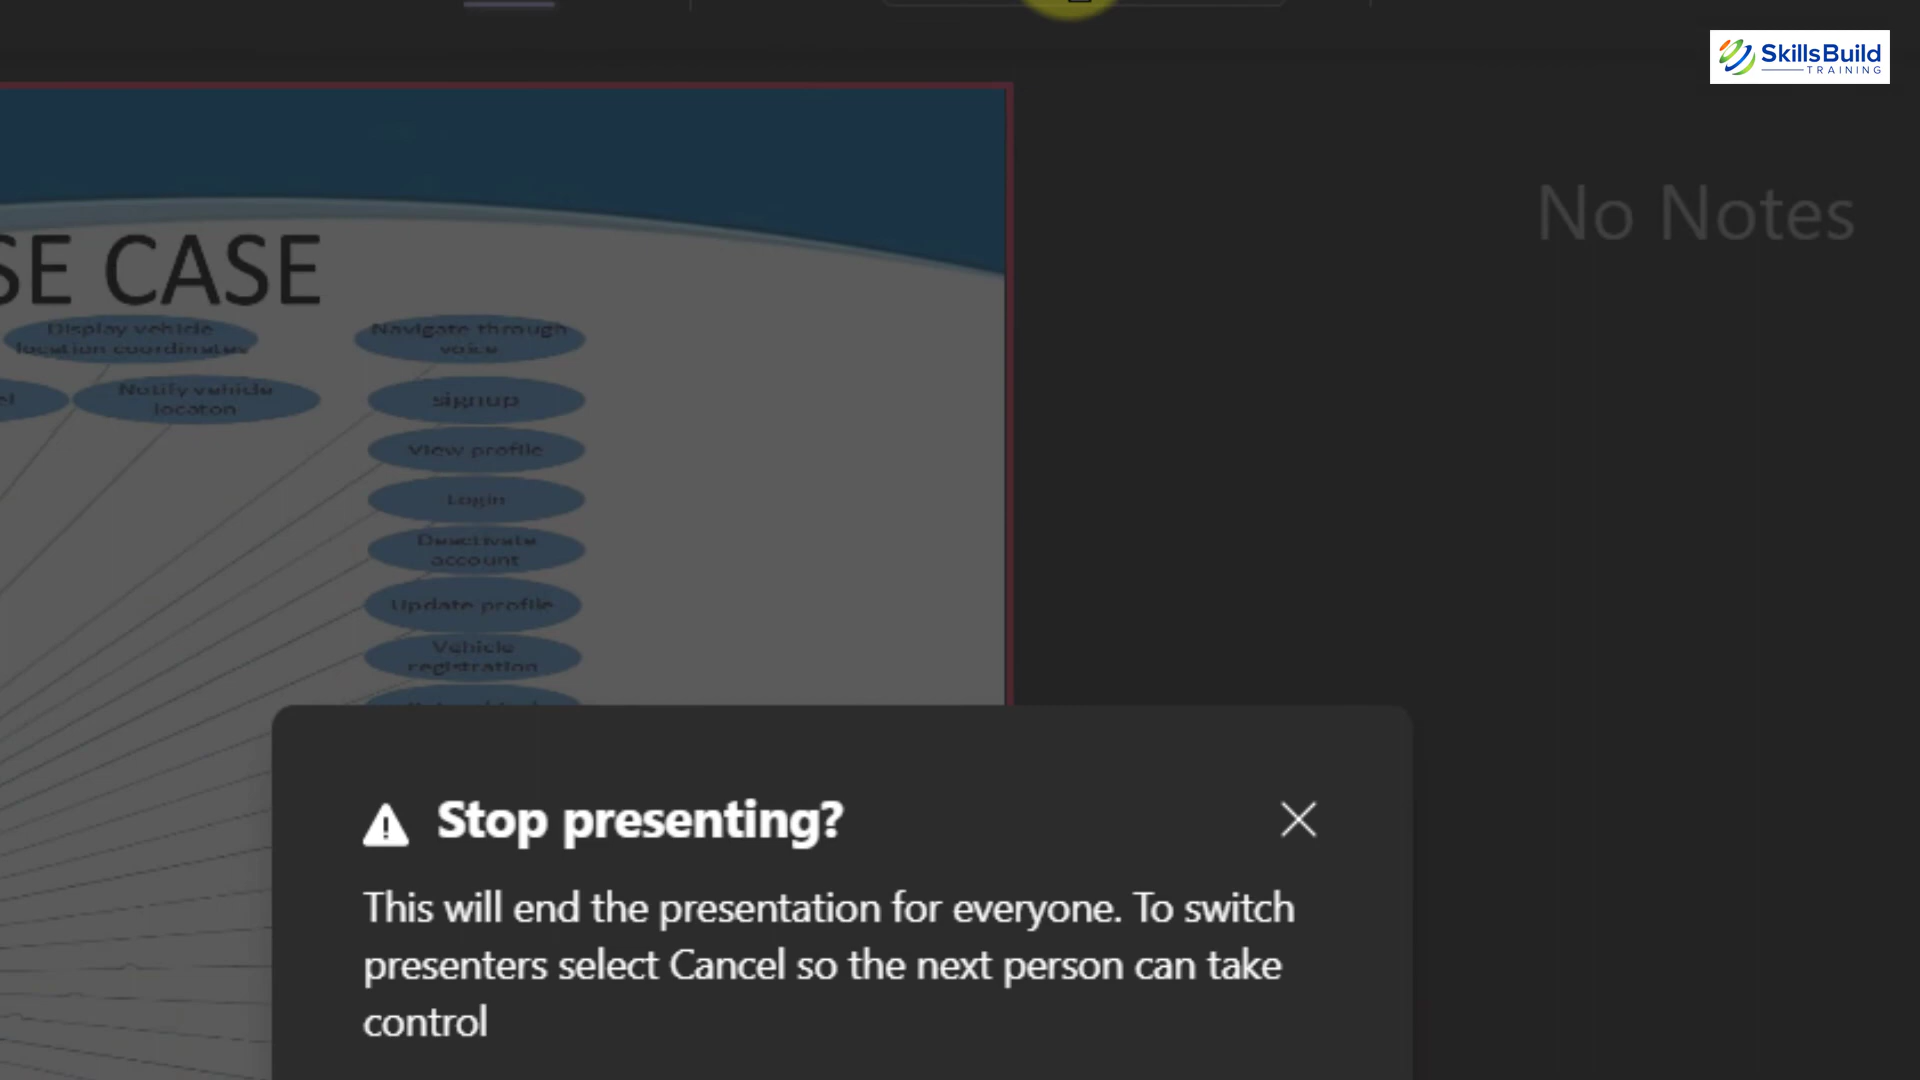 SkillsBuild
TRAINING
No Notes
SE CASE
Display vehicle
location coordinates
Navigate through
voice
el
Notify vehicle
locaton
signup
View profile
Login
Deactivate
account
Update profile
Vehicle
registration
Stop presenting?
This will end the presentation for everyone. To switch
presenters select Cancel so the next person can take
control